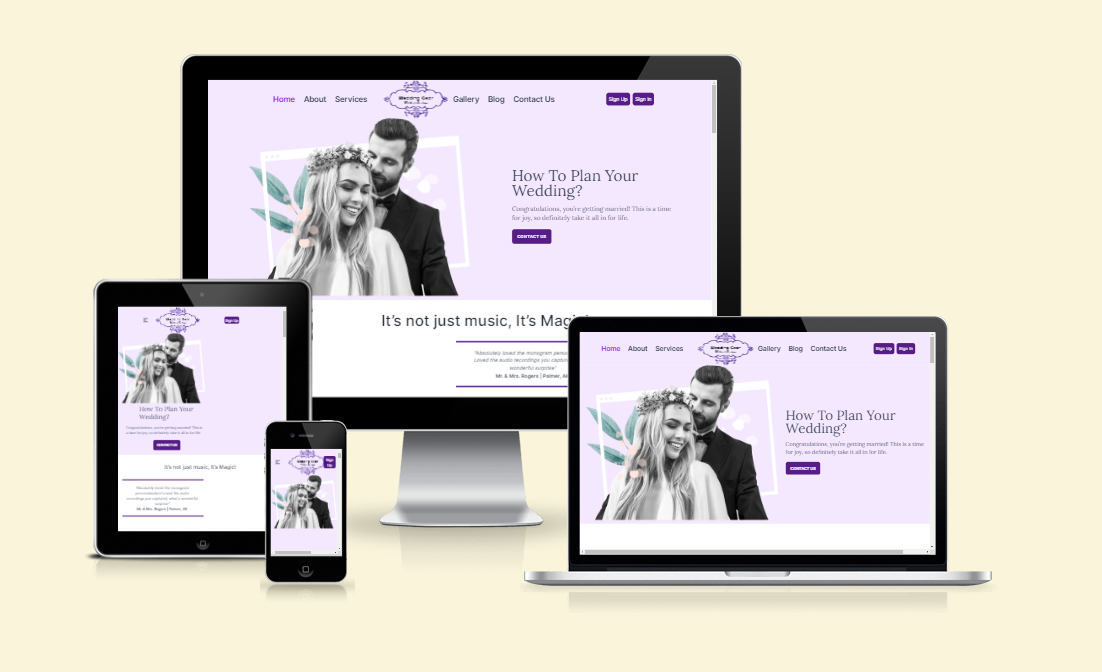 Home About Services Wedding Gear Gallery Blog Contact Us Sign Up Sign In
How To Plan Your
Wedding?
Congratulations, you're getting married! This is a time
for joy, so definitely take it all in for life.
CONTACT US
It's not just music, It's Mag
"Absolutely loved the monogram perso
Loved the audio recordings you captu
wonderful surprise"
Mr. & Mrs. Rogers | Palmer, A
Sign Up
How To Plan Your
Wedding?
Congratulations, you're getting married! This is
a time for joy, so definitely take it all in for life.
CONTACT US
It's not just music, It's Magic!
"Absolutely loved the monogram
personalization! Loved the audio
recordings you captured, what a wonderful
surprise"
Mr. & Mrs. Rogers | Palmer, AK
Sign
Up
Home About Services Wedding Gear Gallery Blog Contact Us Sign Up Sign In
How To Plan Your
Wedding?
Congratulations, you're getting married! This is a time
for joy, so definitely take it all in for life.
CONTACT US